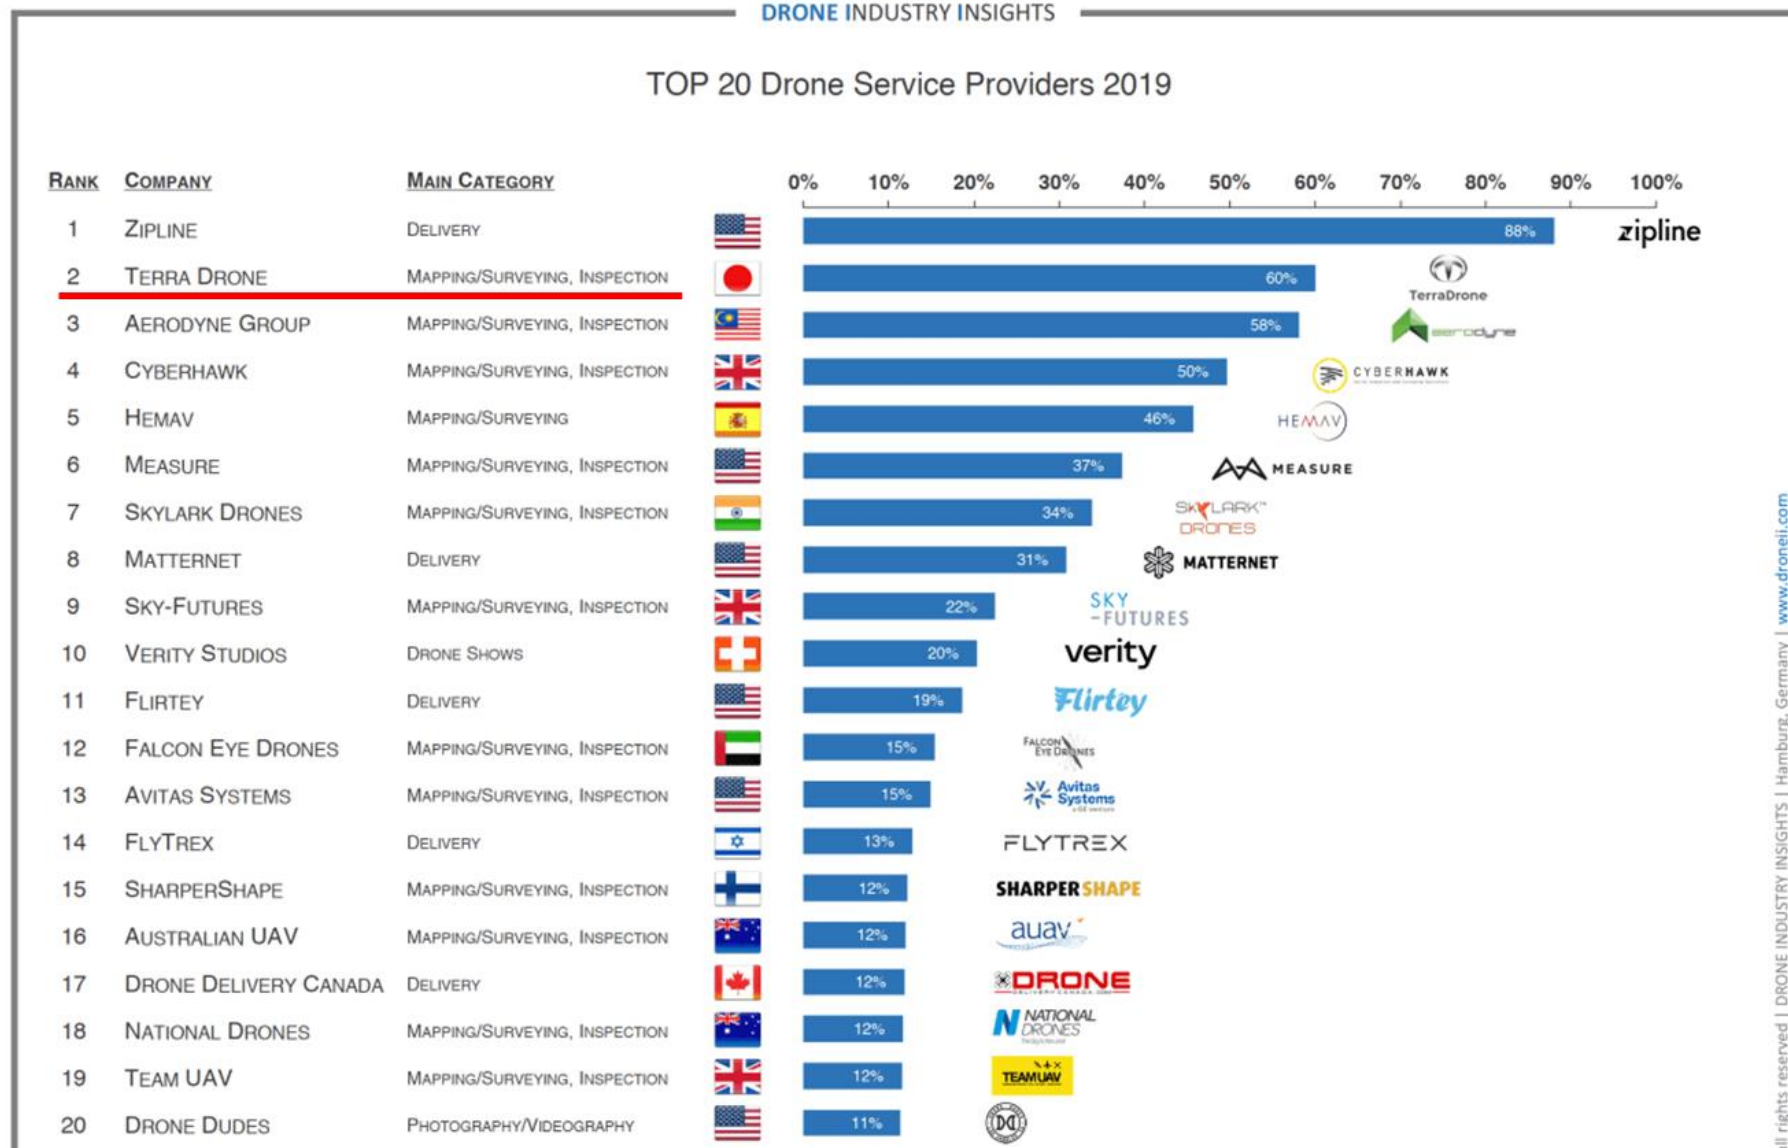 DRONE INDUSTRY INSIGHTS
TOP 20 Drone Service Providers 2019
RANK COMPANY MAIN CATEGORY 0% 10% 20% 30% 40% 50% 60% 70% 80% 90% 100%
1 ZIPLINE DELIVERY 88% zipline
2 TERRA DRONE MAPPING/SURVEYING, INSPECTION 60% TerraDrone
3 AERODYNE GROUP MAPPING/SURVEYING, INSPECTION 58% aerodyne
4 CYBERHAWK MAPPING/SURVEYING, INSPECTION 50% CYBERHAWK
5 HEMAV MAPPING/SURVEYING 46% HEMAV
6 MEASURE MAPPING/SURVEYING, INSPECTION 37% MEASURE
7 SKYLARK DRONES MAPPING/SURVEYING, INSPECTION 34% SKYLARK™ DRONES
8 MATTERNET DELIVERY 31% MATTERNET
9 SKY-FUTURES MAPPING/SURVEYING, INSPECTION 22% SKY -FUTURES
10 VERITY STUDIOS DRONE SHOWS 20% verity
11 FLIRTEY DELIVERY 19% Flirtey
12 FALCON EYE DRONES MAPPING/SURVEYING, INSPECTION 15% FALCON EYE DRONES
13 AVITAS SYSTEMS MAPPING/SURVEYING, INSPECTION 15% Avitas Systems
14 FLYTREX DELIVERY 13% FLYTREX
15 SHARPERSHAPE MAPPING/SURVEYING, INSPECTION 12% SHARPER SHAPE
16 AUSTRALIAN UAV MAPPING/SURVEYING, INSPECTION 12% auav
17 DRONE DELIVERY CANADA DELIVERY 12% DRONE
18 NATIONAL DRONES MAPPING/SURVEYING, INSPECTION 12% NATIONAL DRONES
19 TEAM UAV MAPPING/SURVEYING, INSPECTION 12% TEAMUAV
20 DRONE DUDES PHOTOGRAPHY/VIDEOGRAPHY 11%
rights reserved | DRONE INDUSTRY INSIGHTS | Hamburg, Germany | www.droneii.com